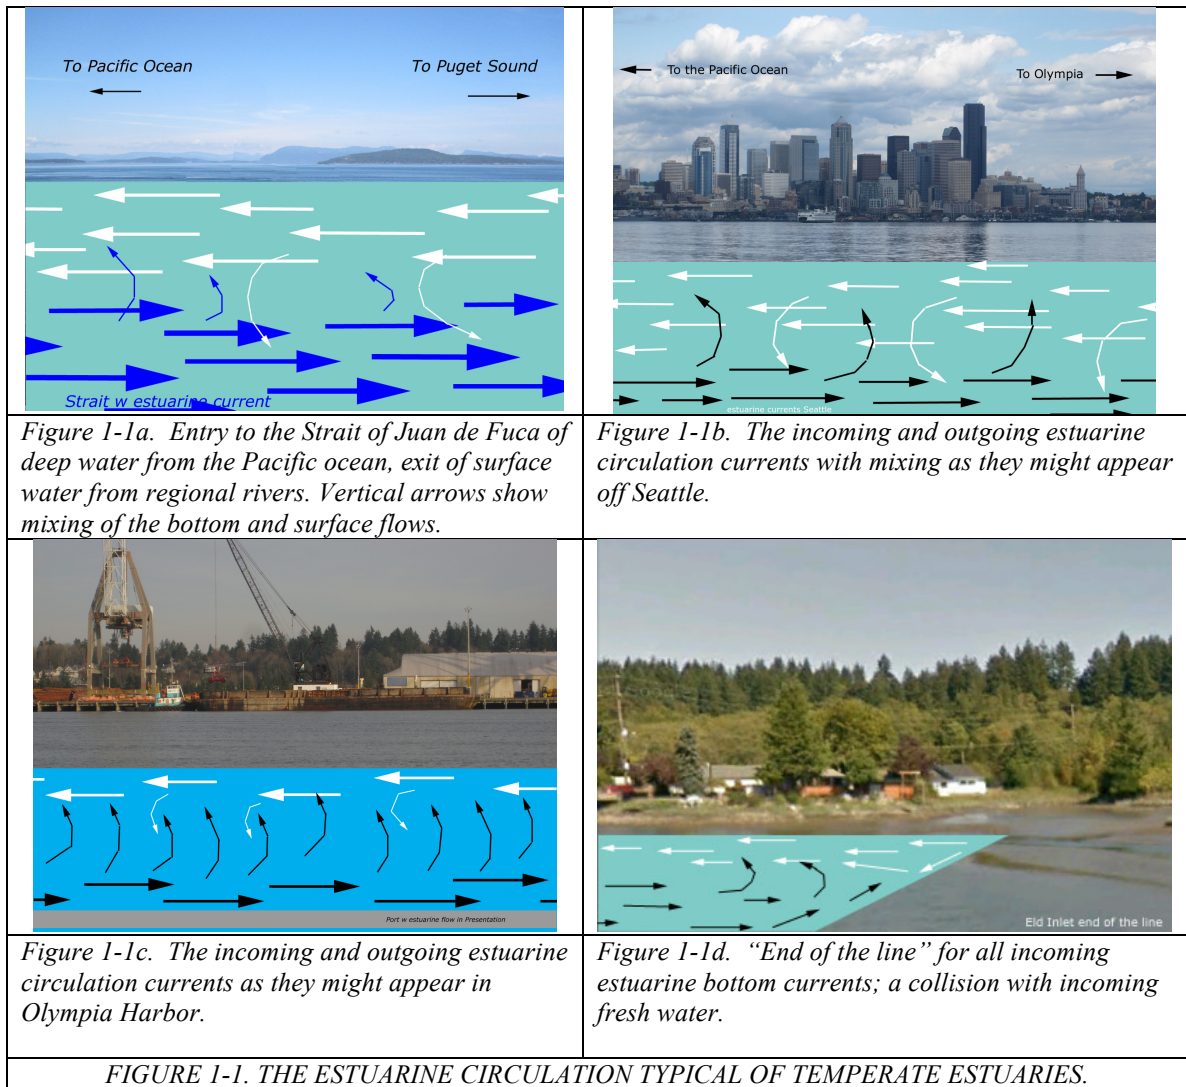 To Pacific Ocean
To Puget Sound
Strait w estuarine current
To the Pacific Ocean
To Olympia
estuarine currents Seattle
Figure 1-1a. Entry to the Strait of Juan de Fuca of
deep water from the Pacific ocean, exit of surface
water from regional rivers. Vertical arrows show
mixing of the bottom and surface flows.
Figure 1-1b. The incoming and outgoing estuarine
circulation currents with mixing as they might appear
off Seattle.
Port w estuarine flow in Presentation
Eld Inlet end of the line
Figure 1-1c. The incoming and outgoing estuarine
circulation currents as they might appear in
Olympia Harbor.
Figure 1-1d. “End of the line” for all incoming
estuarine bottom currents; a collision with incoming
fresh water.
FIGURE 1-1. THE ESTUARINE CIRCULATION TYPICAL OF TEMPERATE ESTUARIES.